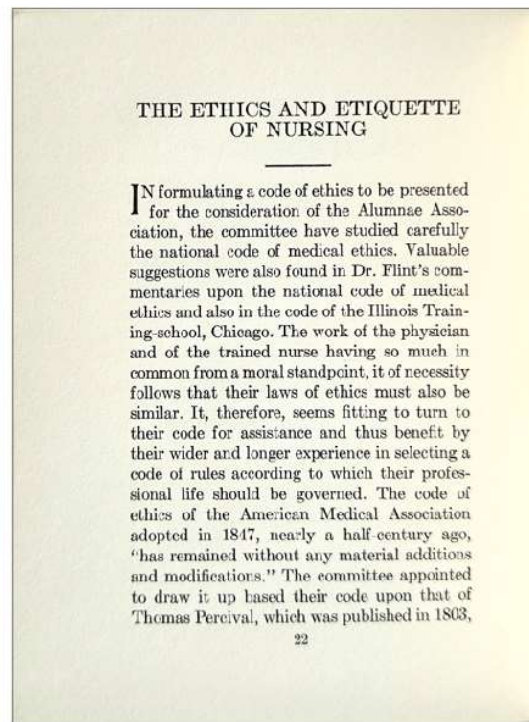 THE ETHICS AND ETIQUETTE
OF NURSING
IN formulating a code of ethics to be presented
for the consideration of the Alumnae Asso-
ciation, the committee have studied carefully
the national code of medical ethics. Valuable
suggestions were also found in Dr. Flint's com-
mentaries upon the national code of medical
ethics and also in the code of the Illinois Train-
ing-school, Chicago. The work of the physician
and of the trained nurse having so much in
common from a moral standpoint, it of necessity
follows that their laws of ethics must also be
similar. It, therefore, seems fitting to turn to
their code for assistance and thus benefit by
their wider and longer experience in selecting a
code of rules according to which their profes-
sional life should be governed. The code of
ethics of the American Medical Association
adopted in 1847, nearly a half-century ago,
"has remained without any material additions
and modifications." The committee appointed
to draw it up based their code upon that of
Thomas Percival, which was published in 1803,
22